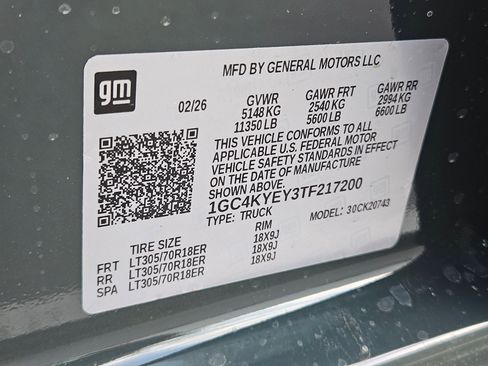 gm
MFD BY GENERAL MOTORS LLC
02/26
GVWR
5148 KG
11350 LB
GAWR FRT
2540 KG
5600 LB
GAWR RR
2994 KG
6600 LB
THIS VEHICLE CONFORMS TO ALL
APPLICABLE U.S. FEDERAL MOTOR
VEHICLE SAFETY STANDARDS IN EFFECT
ON THE DATE OF MANUFACTURE
SHOWN ABOVE
1GC4KYEY3TF217200
TYPE: TRUCK
MODEL: 30CK20743
TIRE SIZE
RIM
FRT LT305/70R18ER 18X9J
RR LT305/70R18ER 18X9J
SPA LT305/70R18ER 18X9J